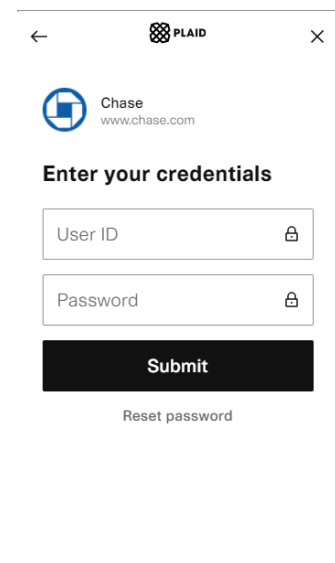 PLAID
Chase
www.chase.com
Enter your credentials
User ID
Password
Submit
Reset password